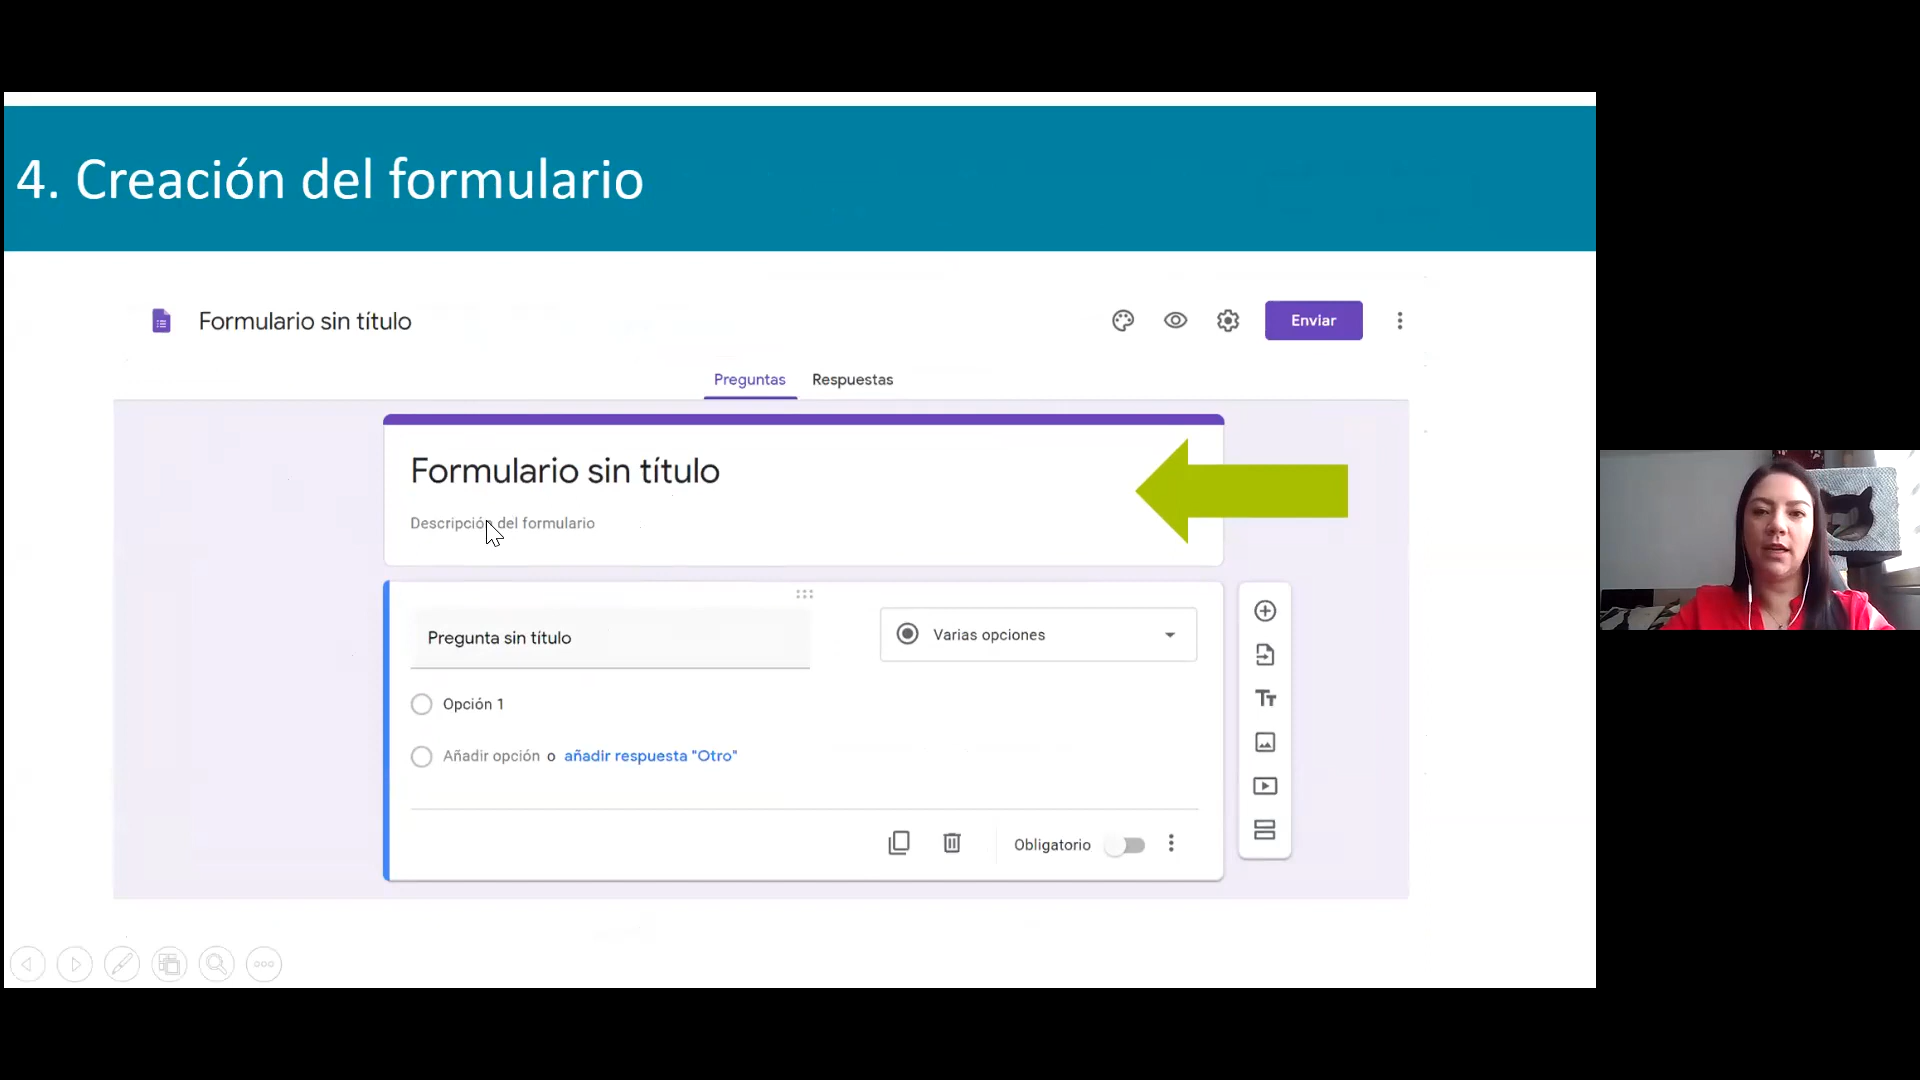 4. Creación del formulario
Formulario sin título
Enviar
Preguntas Respuestas
Formulario sin título
Descripción del formulario
Pregunta sin título
Varias opciones
Opción 1
Añadir opción o añadir respuesta "Otro"
Obligatorio